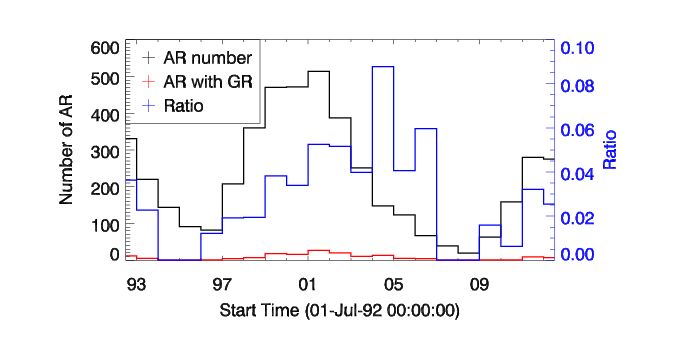 600
500
400
300
200
100
0
Number of AR
AR number
AR with GR
Ratio
0.10
0.08
0.06
0.04
0.02
0.00
Ratio
93 97 01 05 09
Start Time (01-Jul-92 00:00:00)